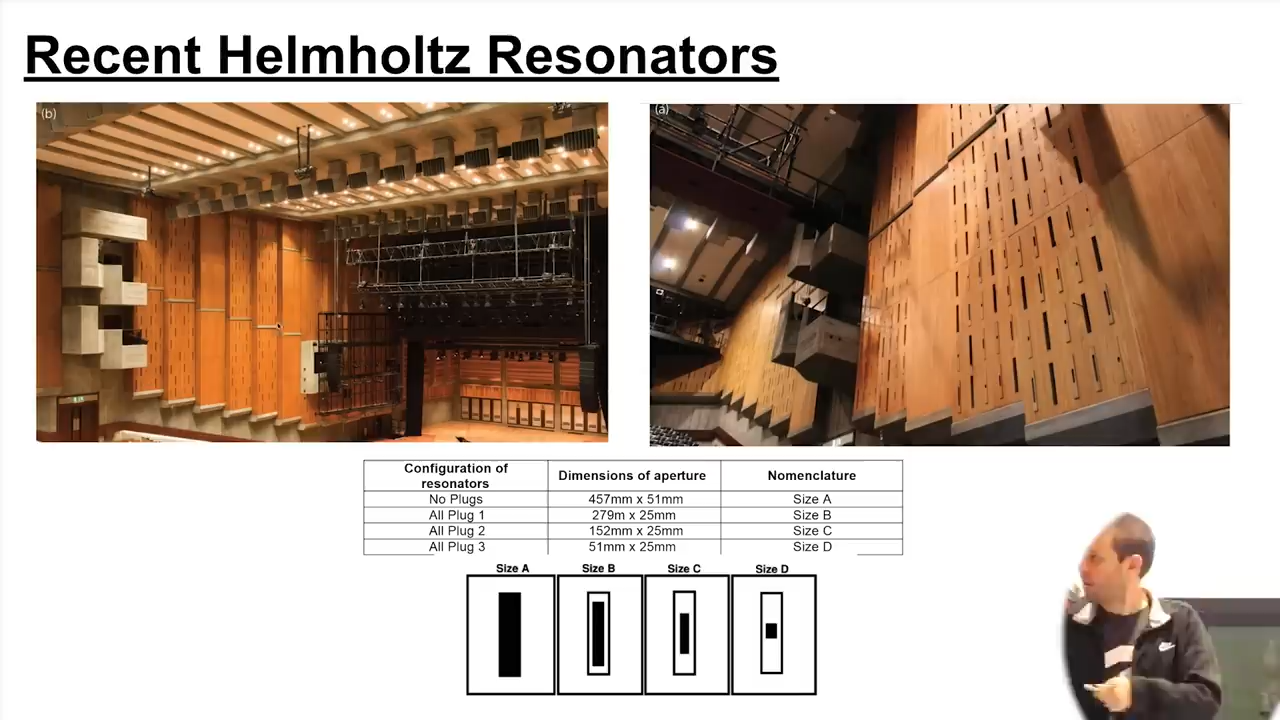 Recent Helmholtz Resonators
(b)
(a)
Configuration of resonators Dimensions of aperture Nomenclature
No Plugs 457mm x 51mm Size A
All Plug 1 279m x 25mm Size B
All Plug 2 152mm x 25mm Size C
All Plug 3 51mm x 25mm Size D
Size A Size B Size C Size D